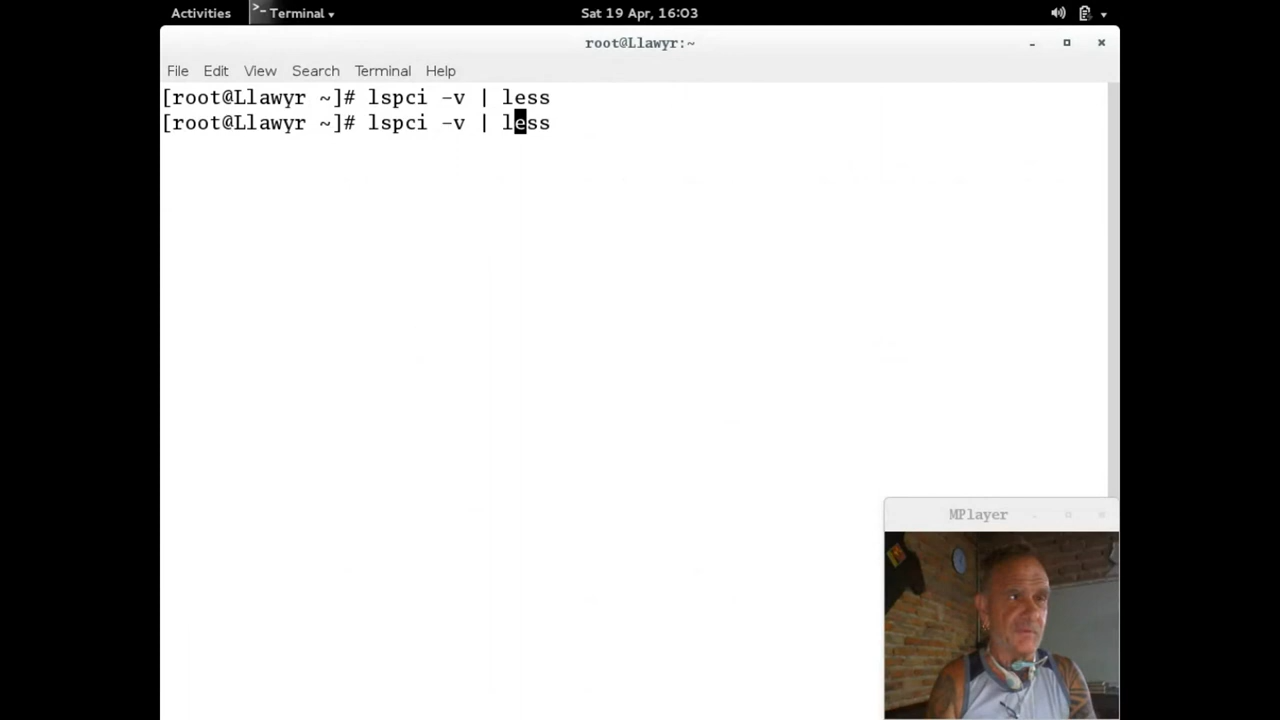 Activities
Terminal
Sat 19 Apr, 16:03
root@Llawyr:~
File Edit View Search Terminal Help
[root@Llawyr ~]# lspci -v | less
[root@Llawyr ~]# lspci -v | less
MPlayer